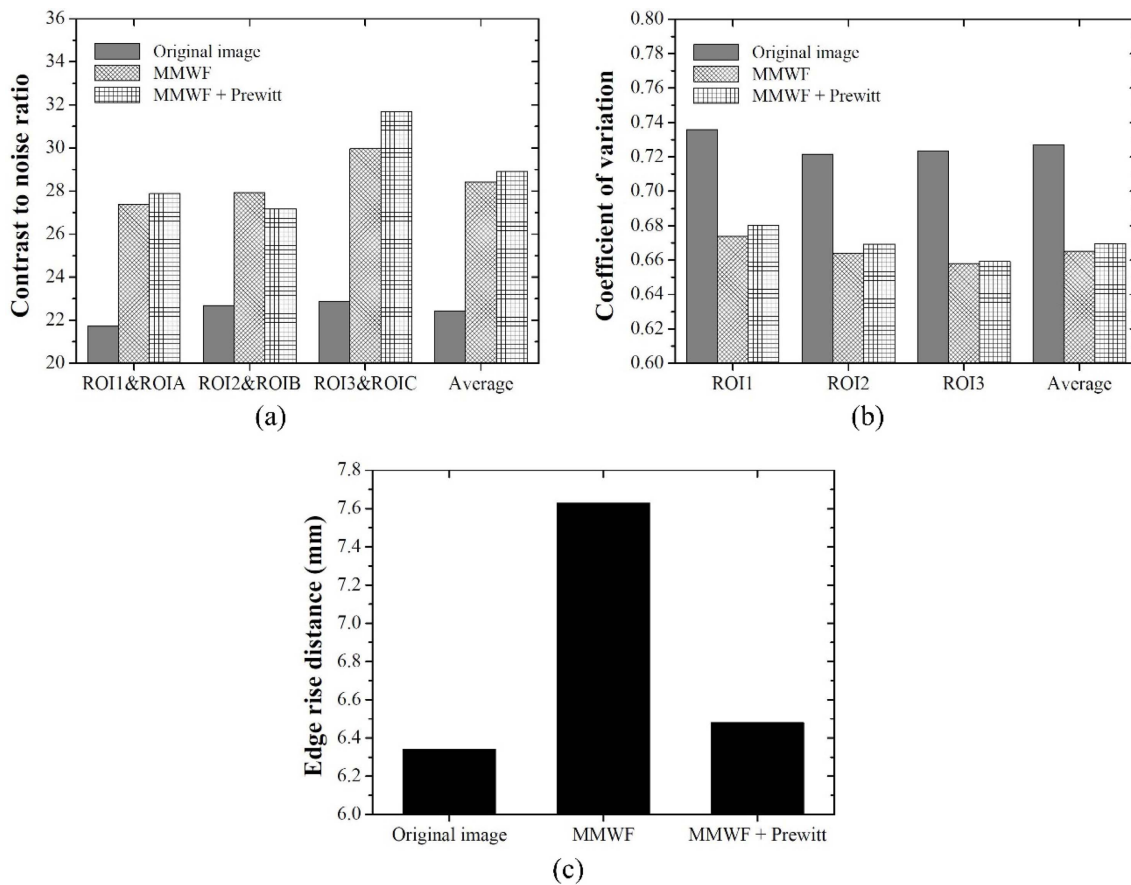 Contrast to noise ratio
36
34
32
30
28
26
24
22
20
Original image
MMWF
MMWF + Prewitt
ROI1&ROIA ROI2&ROIB ROI3&ROIC Average
(a)
Coefficient of variation
0.80
0.78
0.76
0.74
0.72
0.70
0.68
0.66
0.64
0.62
0.60
Original image
MMWF
MMWF + Prewitt
ROI1 ROI2 ROI3 Average
(b)
Edge rise distance (mm)
7.8
7.6
7.4
7.2
7.0
6.8
6.6
6.4
6.2
6.0
Original image MMWF MMWF + Prewitt
(c)